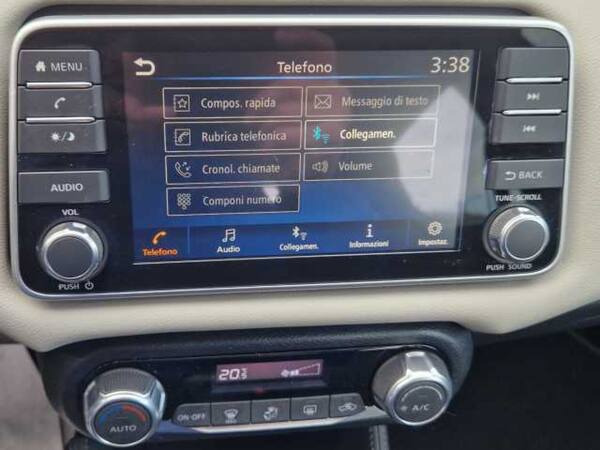 MENU
AUDIO
VOL
PUSH
Telefono
3:38
Compos. rapida
Messaggio di testo
Rubrica telefonica
Collegamen.
Cronol. chiamate
Volume
Componi numero
Telefono
Audio
Collegamen.
Informazioni
Impostaz.
BACK
TUNE-SCROLL
PUSH SOUND
20.5
AUTO
ON·OFF
A/C